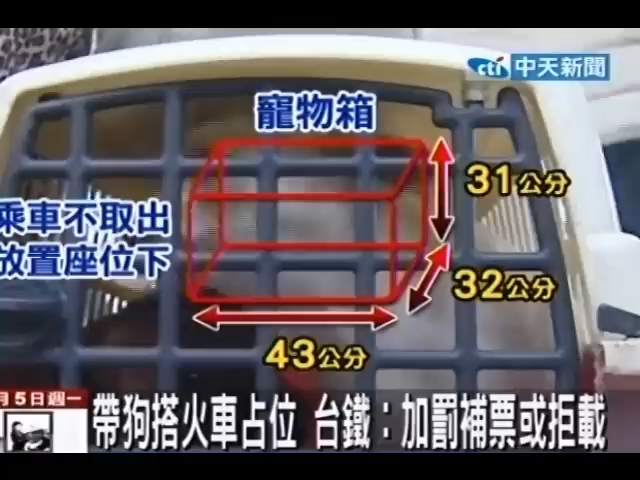 cti 中天新聞
寵物箱
31公分
乘車不取出
放置座位下
32公分
43公分
月5日週一
帶狗搭火車占位 台鐵：加罰補票或拒載